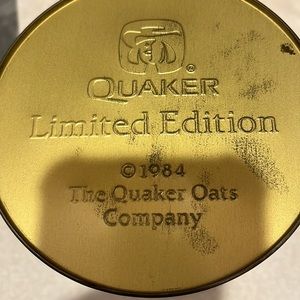 QUAKER®
Limited Edition
©1984
The Quaker Oats
Company